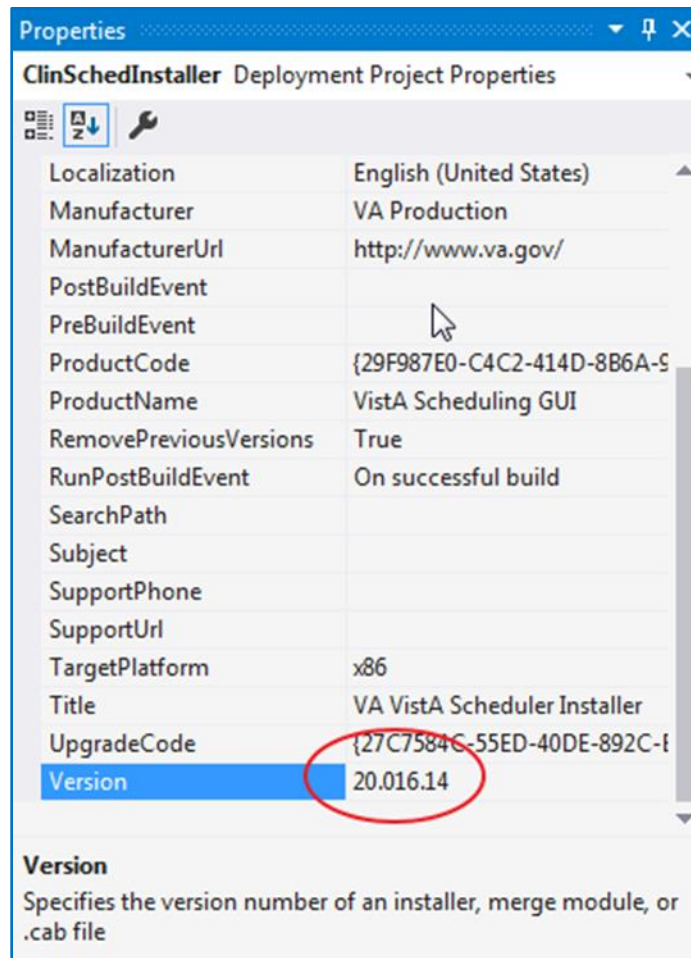 Properties
ClinSchedInstaller Deployment Project Properties
Localization English (United States)
Manufacturer VA Production
ManufacturerUrl http://www.va.gov/
PostBuildEvent
PreBuildEvent
ProductCode {29F987E0-C4C2-414D-8B6A-9
ProductName VistA Scheduling GUI
RemovePreviousVersions True
RunPostBuildEvent On successful build
SearchPath
Subject
SupportPhone
SupportUrl
TargetPlatform x86
Title VA VistA Scheduler Installer
UpgradeCode {27C7584C-55ED-40DE-892C-E
Version 20.016.14
Version
Specifies the version number of an installer, merge module, or
.cab file